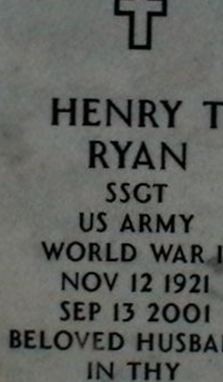 HENRY T
RYAN
SSGT
US ARMY
WORLD WAR I
NOV 12 1921
SEP 13 2001
BELOVED
IN THY